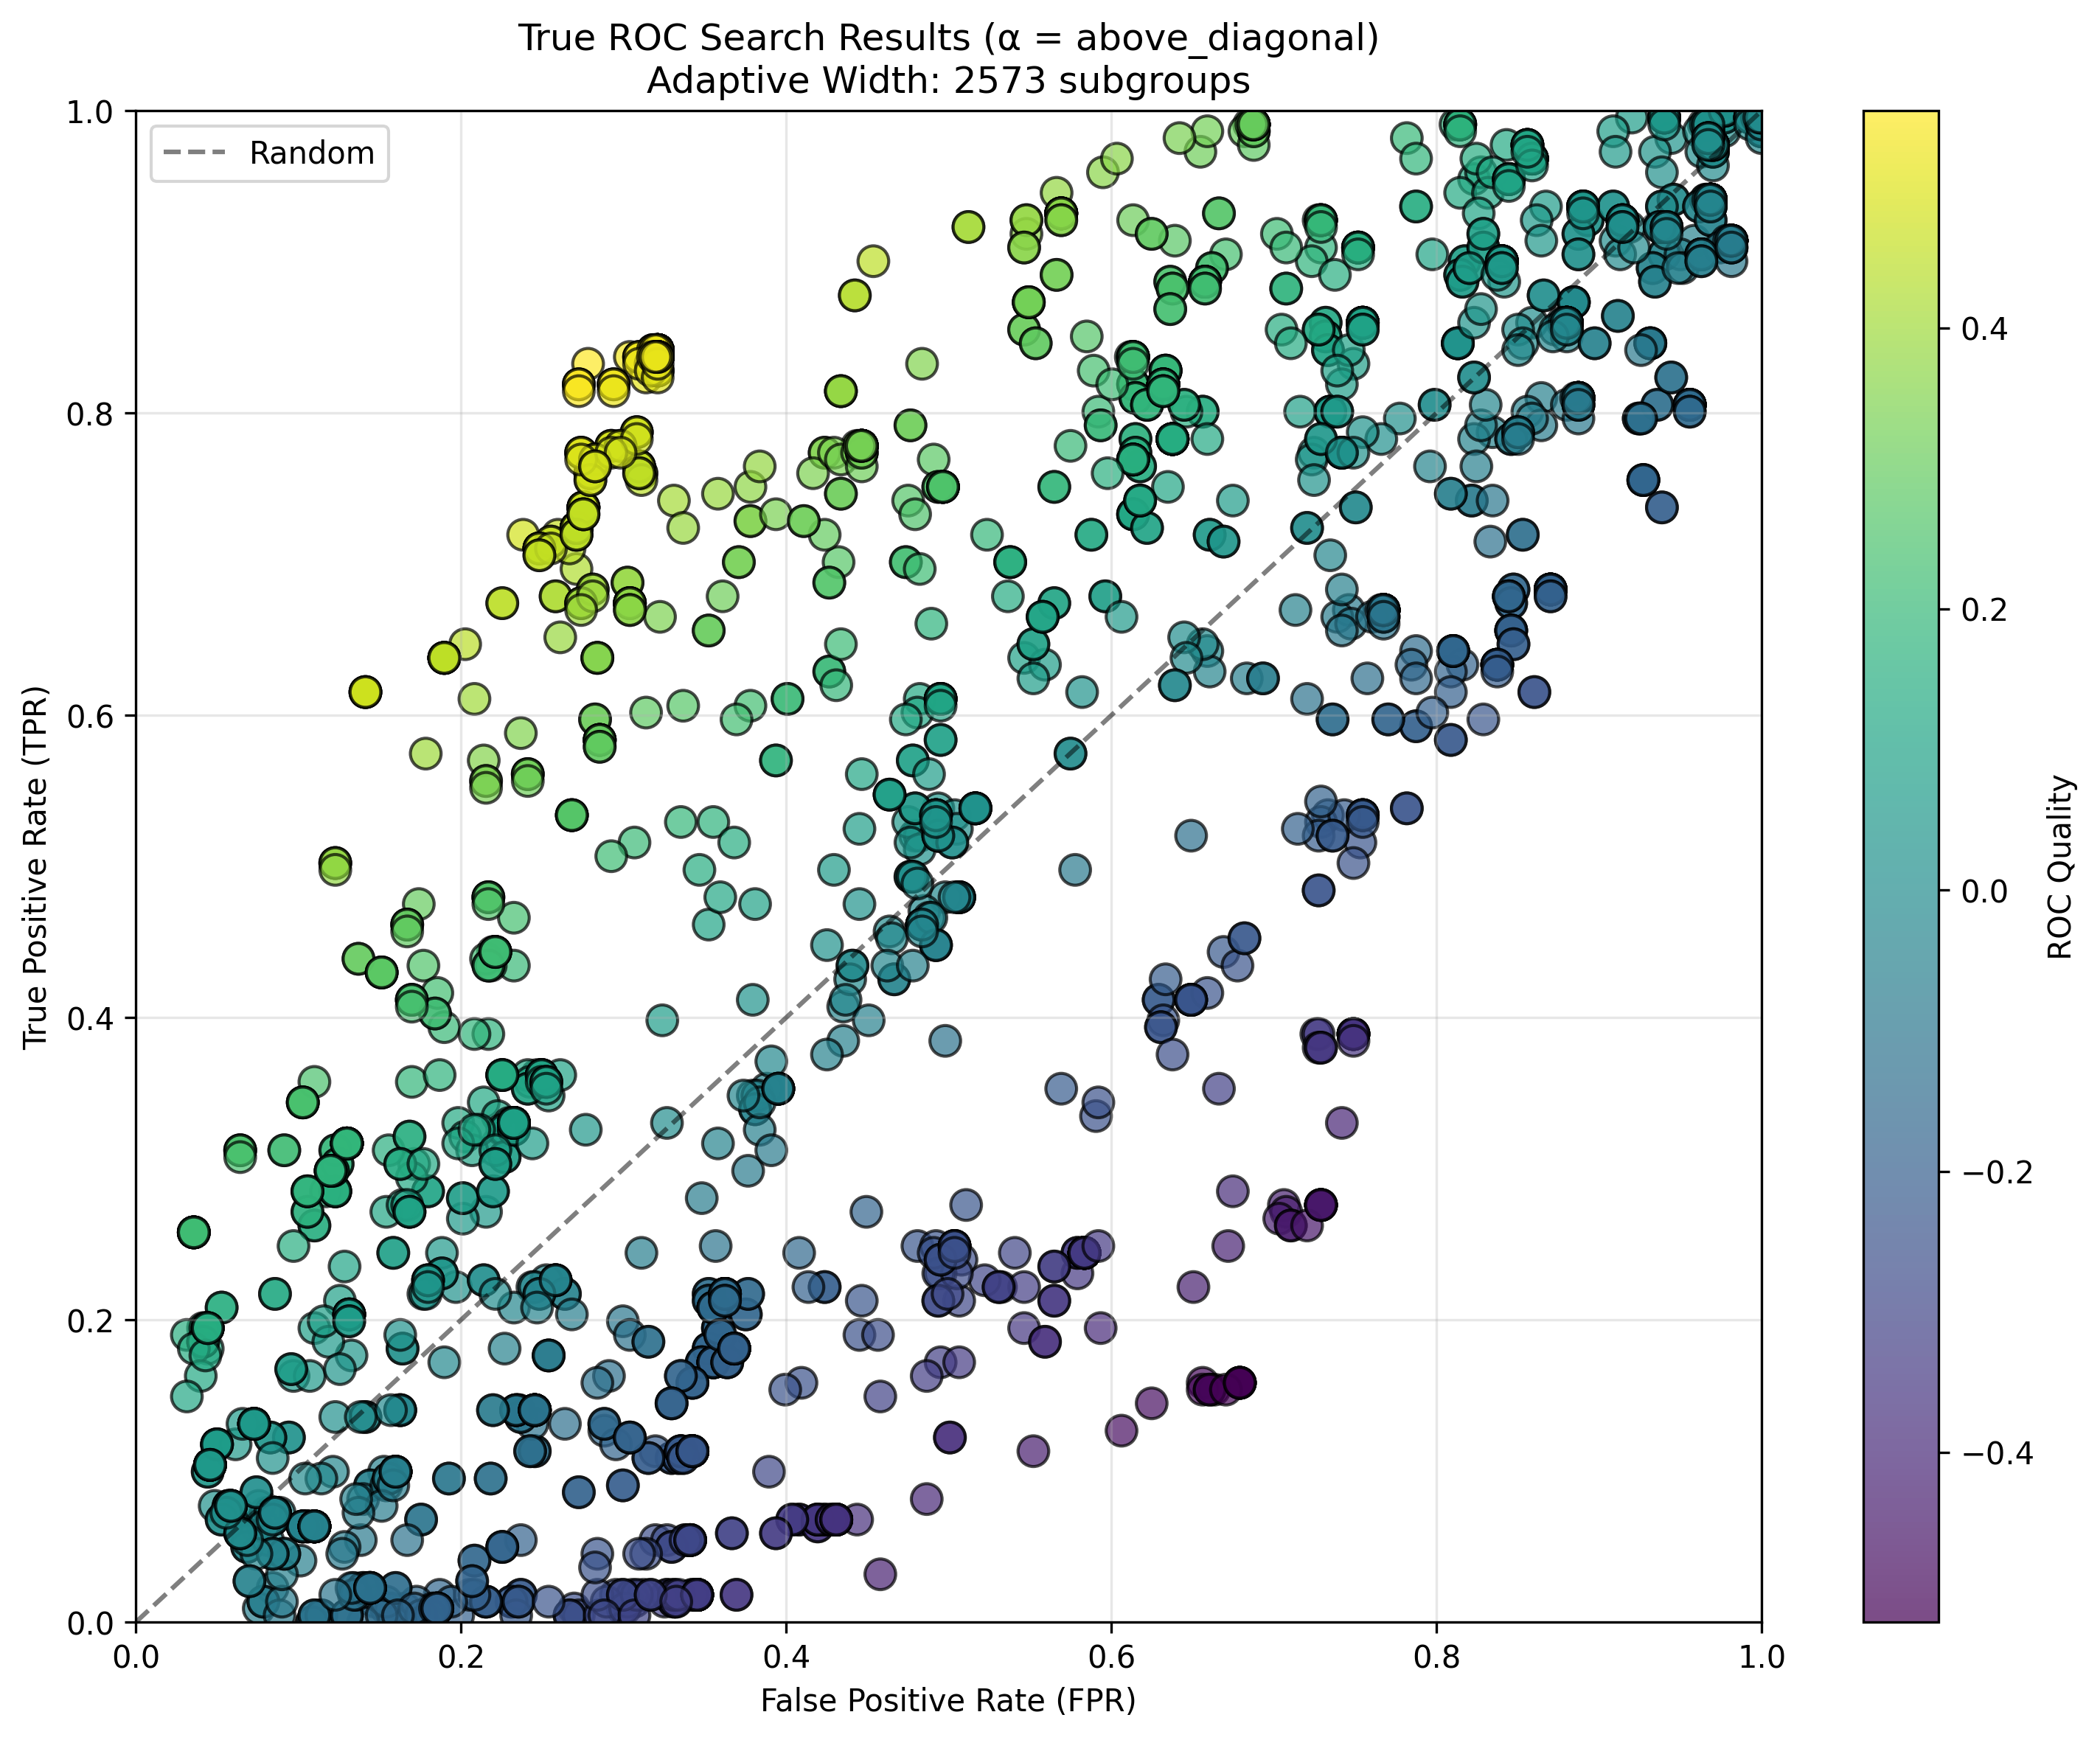 True ROC Search Results (α = above_diagonal)
Adaptive Width: 2573 subgroups
Random
True Positive Rate (TPR)
1.0
0.8
0.6
0.4
0.2
0.0
0.0
0.2
0.4
0.6
0.8
1.0
False Positive Rate (FPR)
0.4
0.2
0.0
−0.2
−0.4
ROC Quality